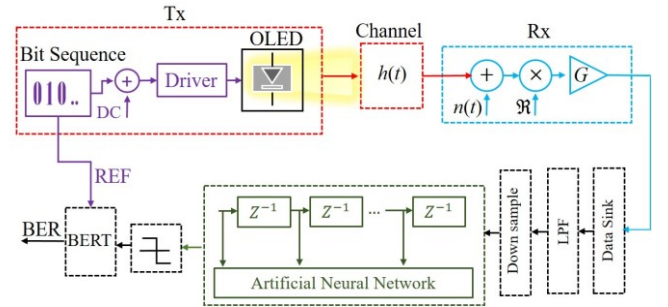 Tx
Channel
Rx
Bit Sequence
OLED
010..
DC
+
Driver
h(t)
+
×
G
n(t)
ℜ
REF
BER
BERT
Z⁻¹
Z⁻¹
...
Z⁻¹
Artificial Neural Network
Down sample
LPF
Data Sink